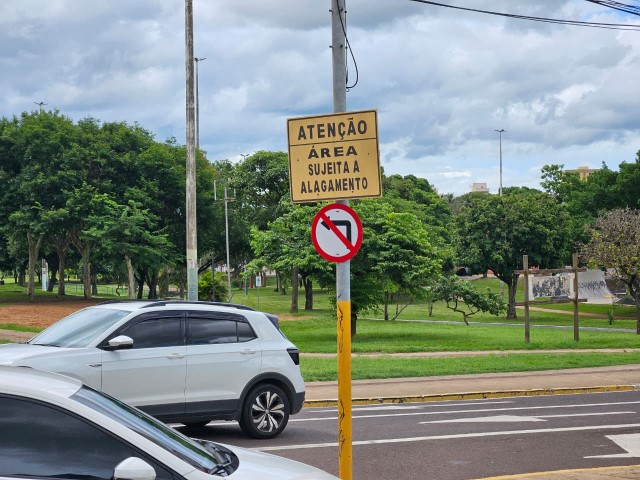 ATENÇÃO
ÁREA
SUJEITA A
ALAGAMENTO